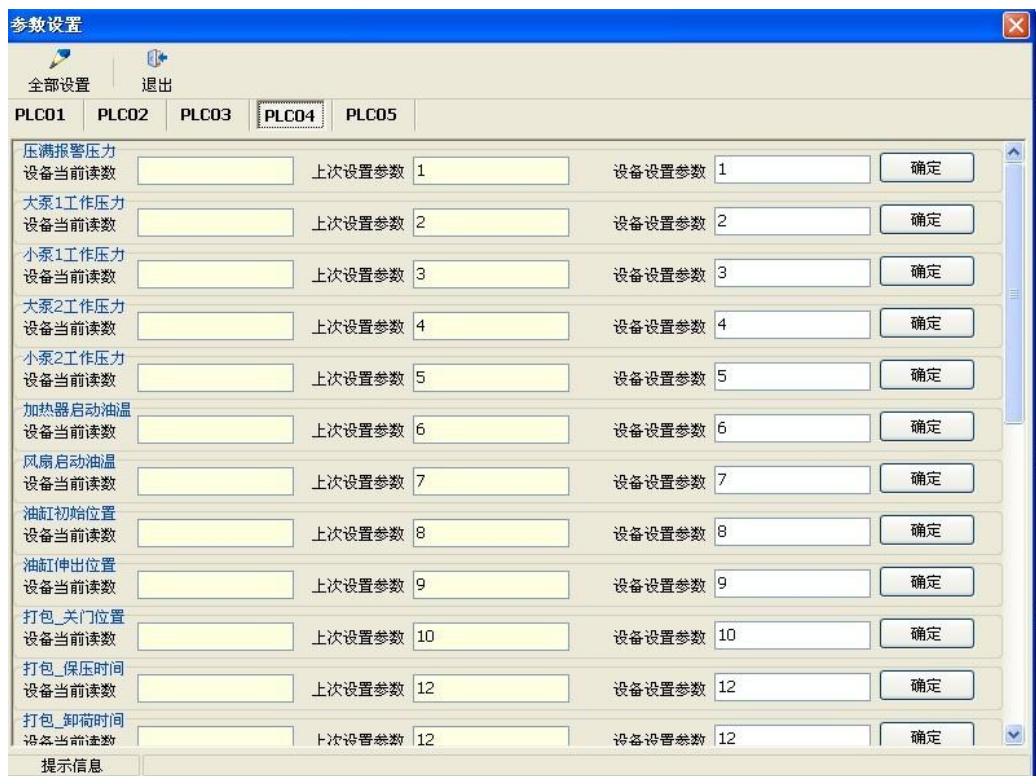 参数设置
全部设置 退出
PLC01 PLC02 PLC03 PLC04 PLC05
压满报警压力
设备当前读数 上次设置参数 1 设备设置参数 1 确定
大泵1工作压力
设备当前读数 上次设置参数 2 设备设置参数 2 确定
小泵1工作压力
设备当前读数 上次设置参数 3 设备设置参数 3 确定
大泵2工作压力
设备当前读数 上次设置参数 4 设备设置参数 4 确定
小泵2工作压力
设备当前读数 上次设置参数 5 设备设置参数 5 确定
加热器启动油温
设备当前读数 上次设置参数 6 设备设置参数 6 确定
风扇启动油温
设备当前读数 上次设置参数 7 设备设置参数 7 确定
油缸初始位置
设备当前读数 上次设置参数 8 设备设置参数 8 确定
油缸伸出位置
设备当前读数 上次设置参数 9 设备设置参数 9 确定
打包_关门位置
设备当前读数 上次设置参数 10 设备设置参数 10 确定
打包_保压时间
设备当前读数 上次设置参数 12 设备设置参数 12 确定
打包_卸荷时间
设备当前读数 上次设置参数 12 设备设置参数 12 确定
提示信息